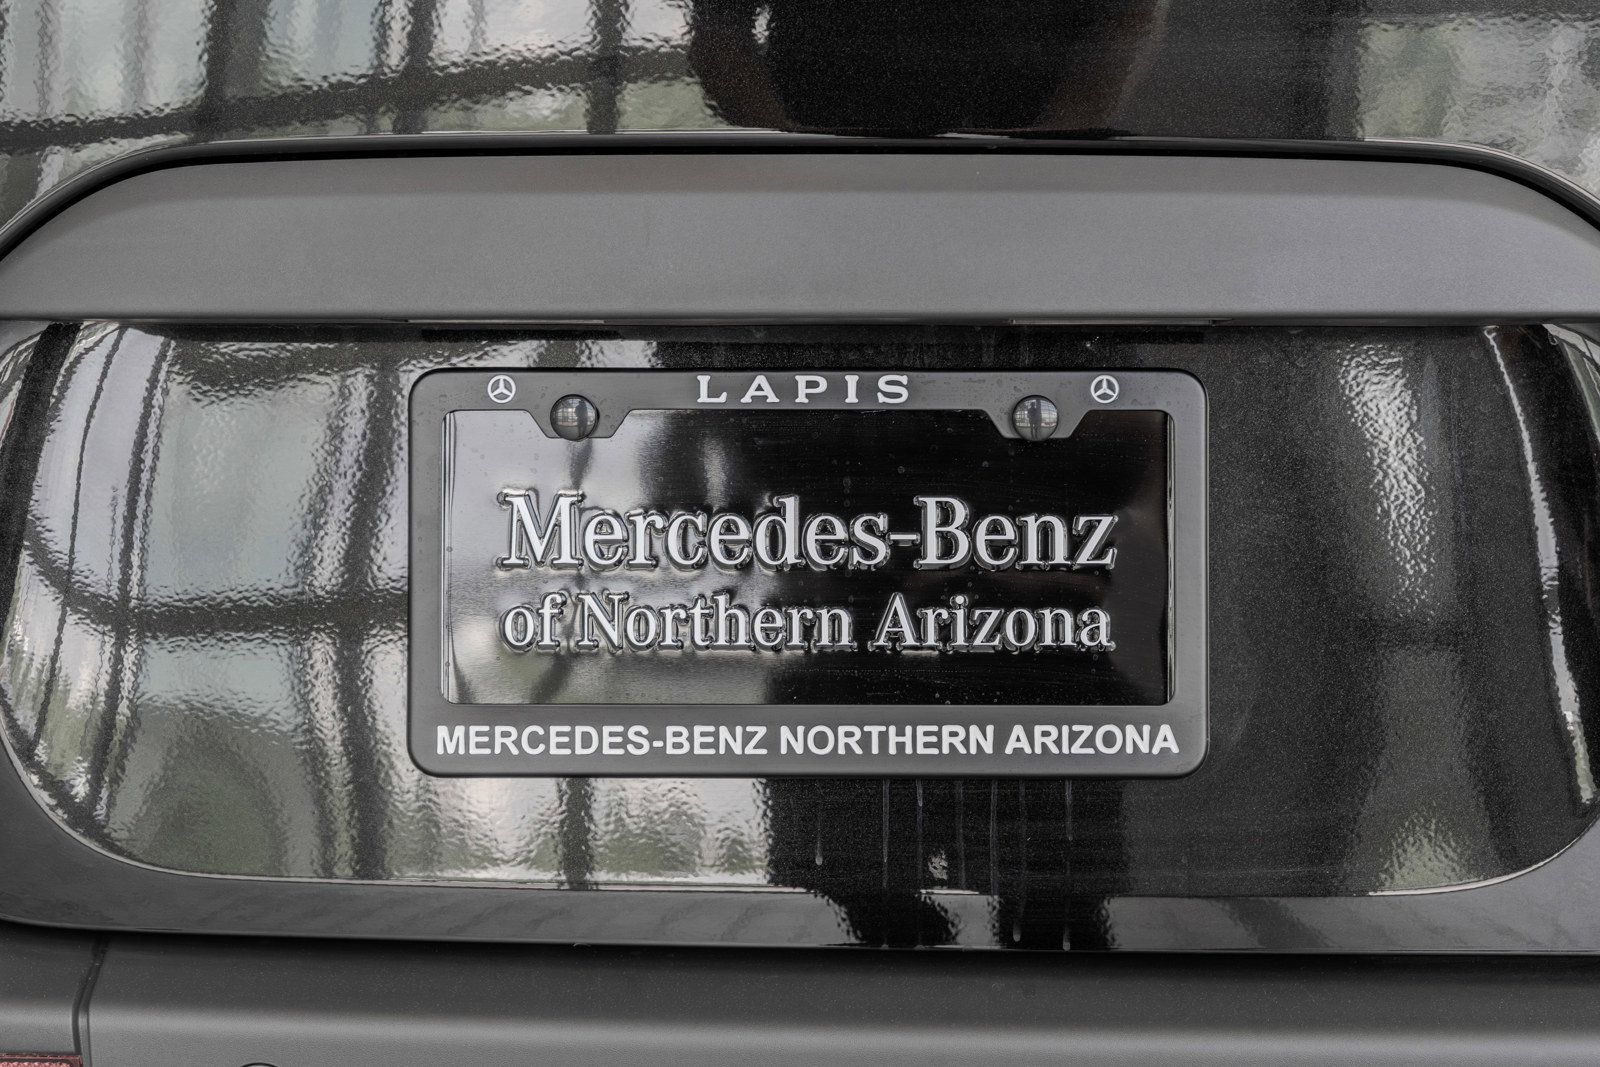 LAPIS
Mercedes-Benz
of Northern Arizona
MERCEDES-BENZ NORTHERN ARIZONA